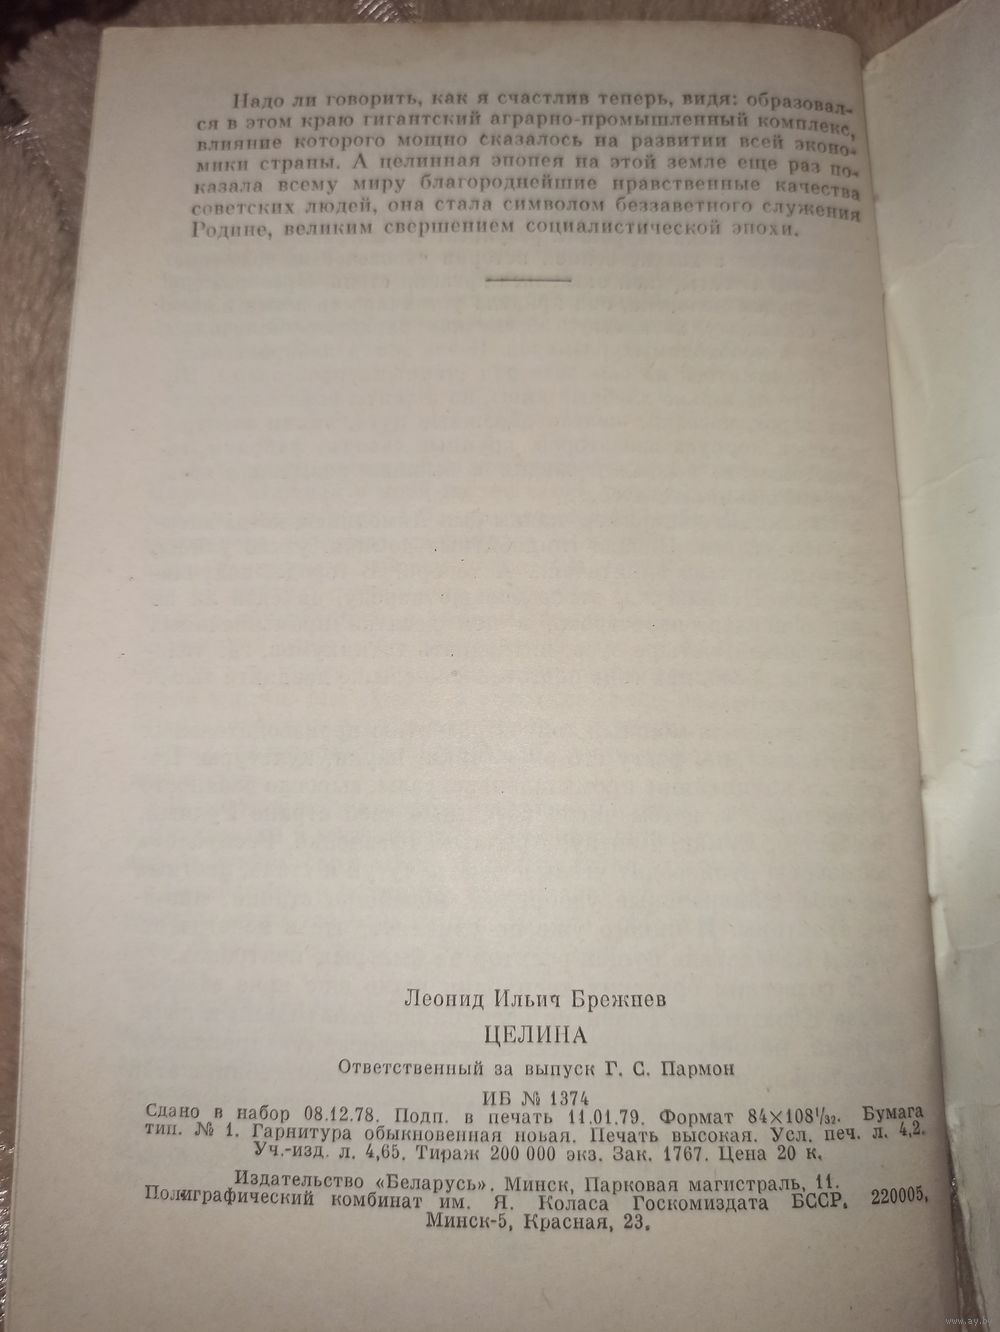 Надо ли говорить, как я счастлив теперь, видя: образовал-
ся в этом краю гигантский аграрно-промышленный комплекс,
влияние которого мощно сказалось на развитии всей эконо-
мики страны. А целинная эпопея на этой земле еще раз по-
казала всему миру благороднейшие нравственные качества
советских людей, она стала символом беззаветного служения
Родине, великим свершением социалистической эпохи.
Леонид Ильич Брежнев
ЦЕЛИНА
Ответственный за выпуск Г. С. Пармон
ИБ № 1374
Сдано в набор 08.12.78. Подп. в печать 11.01.79. Формат 84×108¹/₃₂. Бумага
тип. № 1. Гарнитура обыкновенная новая. Печать высокая. Усл. печ. л. 4,2.
Уч.-изд. л. 4,65. Тираж 200 000 экз. Зак. 1767. Цена 20 к.
Издательство «Беларусь». Минск, Парковая магистраль, 11.
Полиграфический комбинат им. Я. Коласа Госкомиздата БССР. 220005,
Минск-5, Красная, 23.
www.ay.by